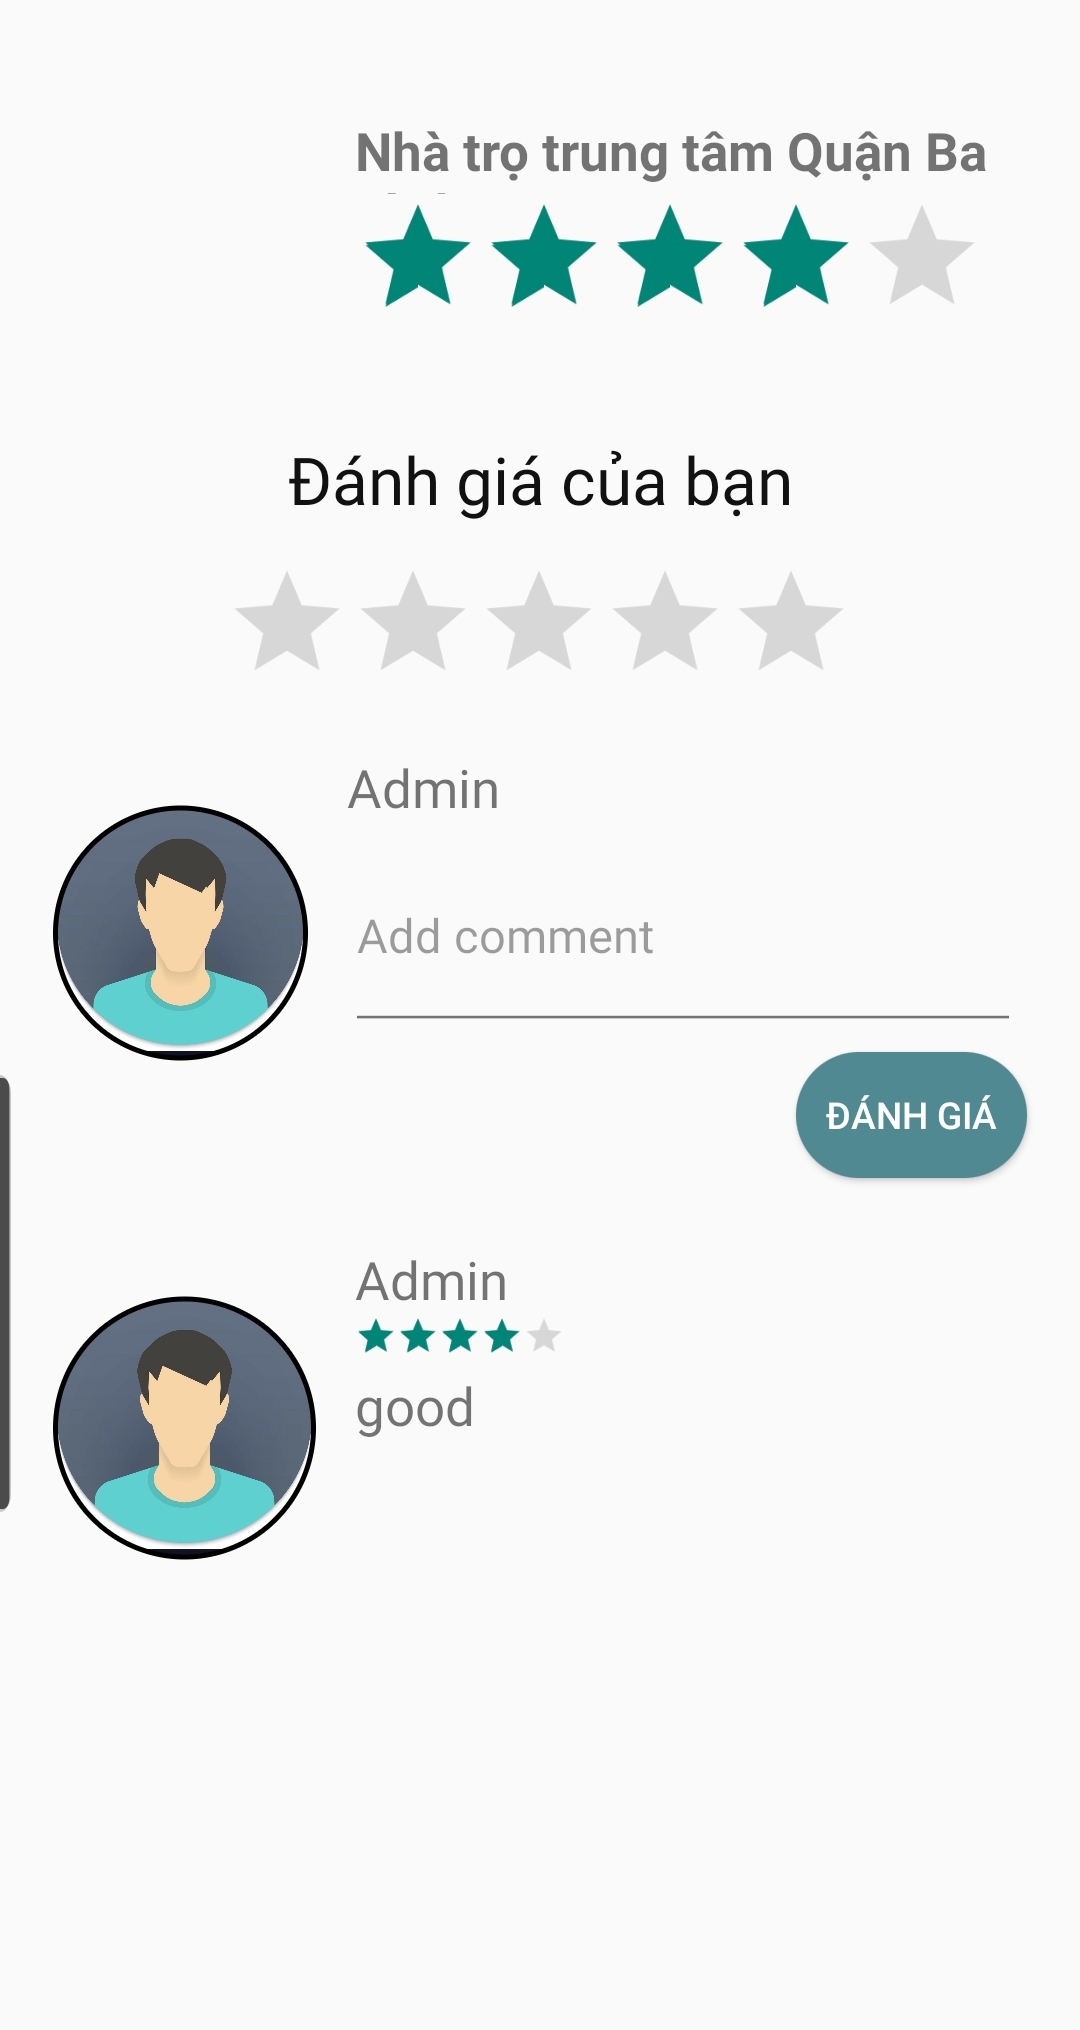 Nhà trọ trung tâm Quận Ba
Đánh giá của bạn
Admin
Add comment
ĐÁNH GIÁ
Admin
good